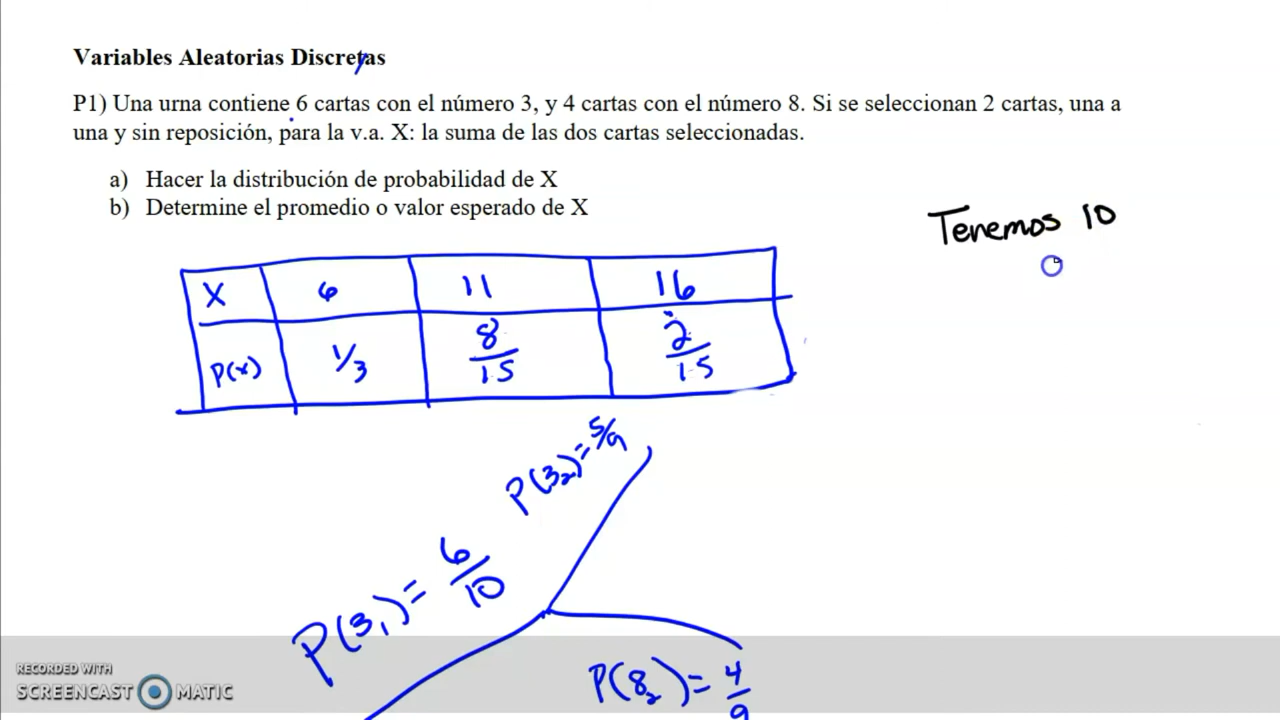 Variables Aleatorias Discretas
P1) Una urna contiene 6 cartas con el número 3, y 4 cartas con el número 8. Si se seleccionan 2 cartas, una a
una y sin reposición, para la v.a. X: la suma de las dos cartas seleccionadas.
a) Hacer la distribución de probabilidad de X
b) Determine el promedio o valor esperado de X
Tenemos 10
X 6 11 16
P(x) 1/3 8/15 2/15
P(3₂)=5/9
P(3₁)=6/10
P(8₂)=4/9
RECORDED WITH
SCREENCAST MATIC